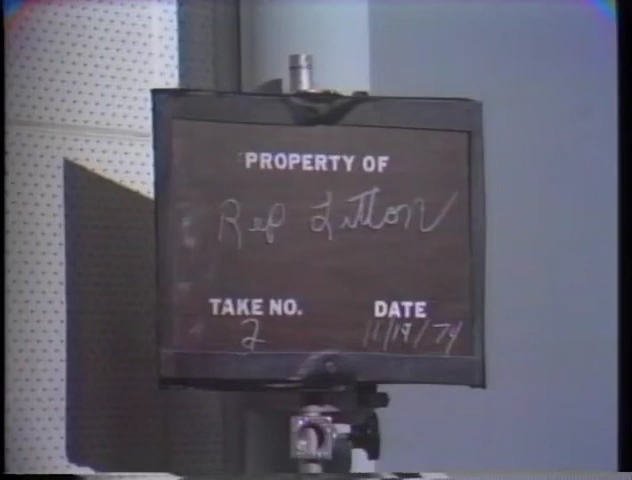 PROPERTY OF
Rep Litton
TAKE NO. DATE
2 11/19/74